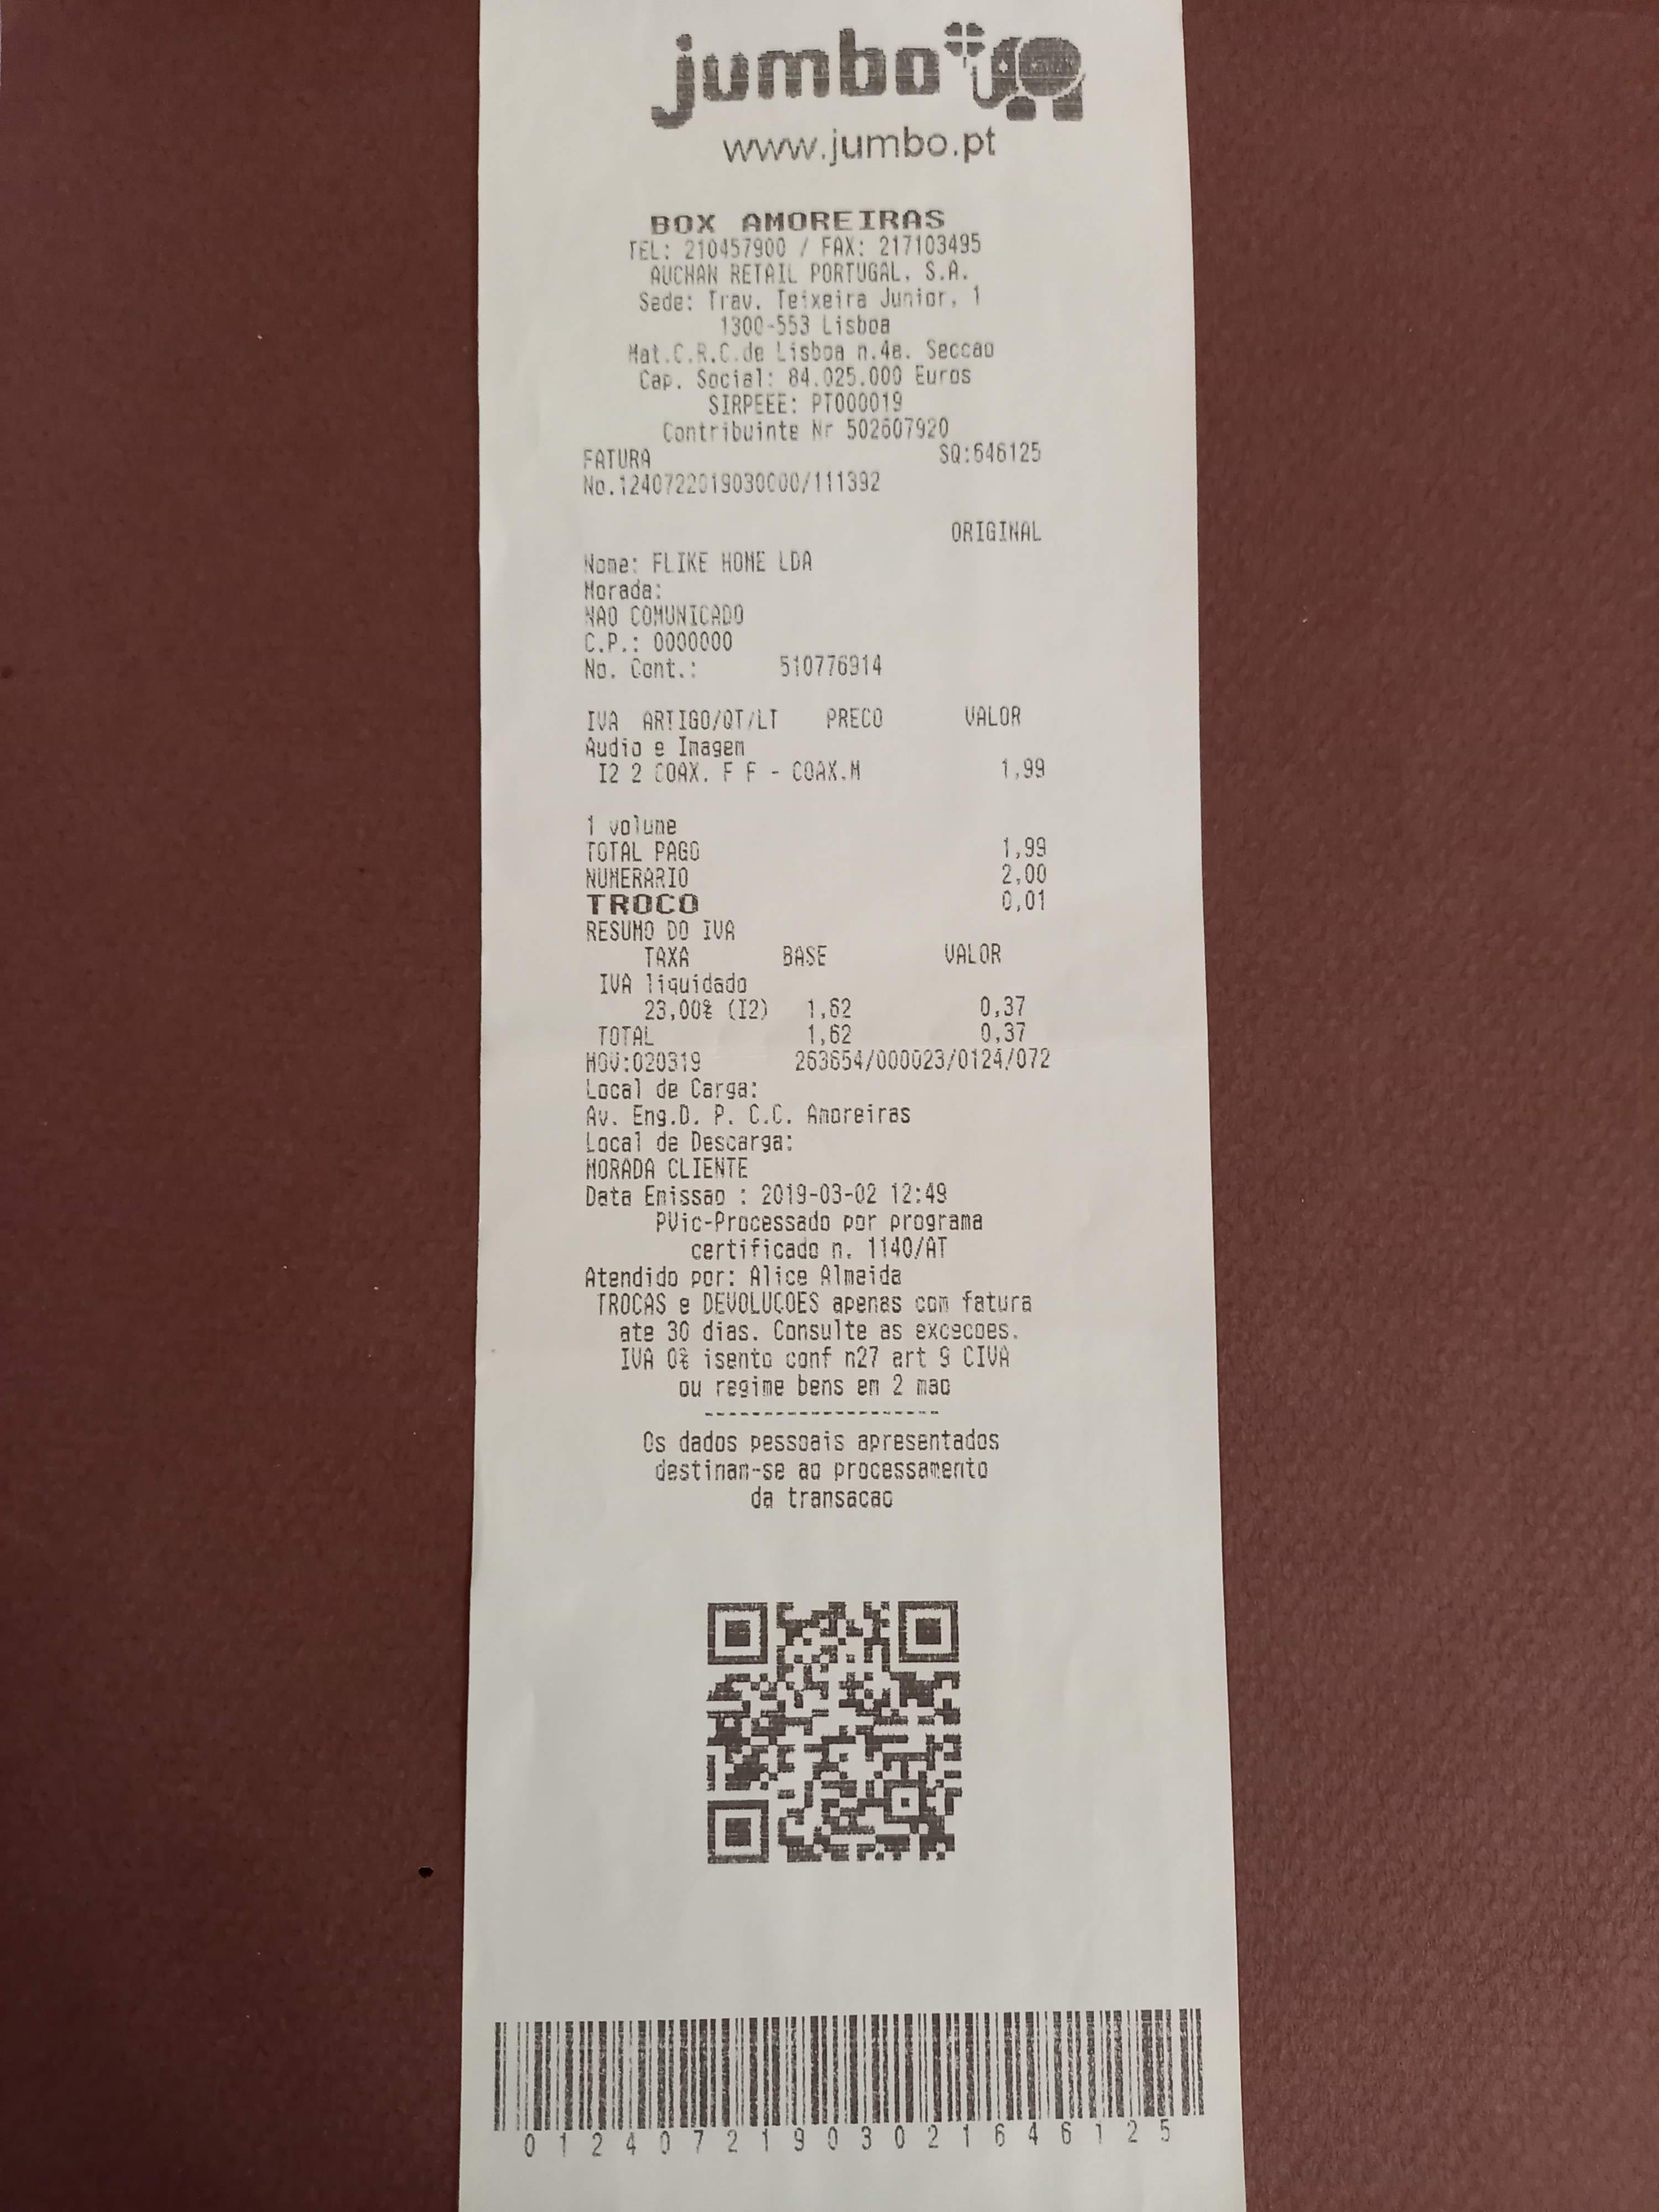 jumbo
www.jumbo.pt
BOX AMOREIRAS
TEL: 210457900 / FAX: 217103495
AUCHAN RETAIL PORTUGAL, S.A.
Sede: Trav. Teixeira Junior, 1
1300-553 Lisboa
Mat.C.R.C.de Lisboa n.4a. Seccao
Cap. Social: 84.025.000 Euros
SIRPEEE: PT000019
Contribuinte Nr 502607920
FATURA SQ:646125
No.1240722019030000/111392
ORIGINAL
Nome: FLIKE HOME LDA
Morada:
NAO COMUNICADO
C.P.: 0000000
No. Cont.: 510776914
IVA ARTIGO/QT/LT PRECO VALOR
Audio e Imagem
I2 2 COAX. F F - COAX.M 1,99
1 volume
TOTAL PAGO 1,99
NUMERARIO 2,00
TROCO 0,01
RESUMO DO IVA
TAXA BASE VALOR
IVA liquidado
23,00% (I2) 1,62 0,37
TOTAL 1,62 0,37
MOV:020319 263654/000023/0124/072
Local de Carga:
Av. Eng.D. P. C.C. Amoreiras
Local de Descarga:
MORADA CLIENTE
Data Emissao : 2019-03-02 12:49
PVic-Processado por programa
certificado n. 1140/AT
Atendido por: Alice Almeida
TROCAS e DEVOLUCOES apenas com fatura
ate 30 dias. Consulte as excecoes.
IVA 0% isento conf n27 art 9 CIVA
ou regime bens em 2 mao
--------------------
Os dados pessoais apresentados
destinam-se ao processamento
da transacao
0 1 2 4 0 7 2 1 9 0 3 0 2 1 6 4 6 1 2 5